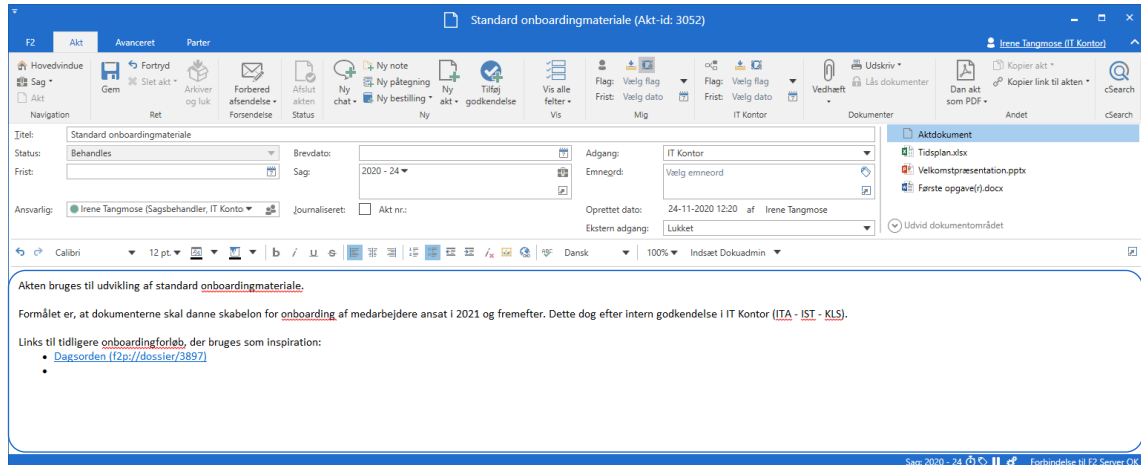 Standard onboardingmateriale (Akt-id: 3052)
F2 Akt Avanceret Parter Irene Tangmose (IT Kontor)
Hovedvindue
Sag
Akt
Navigation
Gem
Fortryd
Slet akt
Arkiver og luk
Ret
Forbered afsendelse
Forsendelse
Afslut akten
Status
Ny chat
Ny note
Ny påtegning
Ny bestilling
Ny akt
Tilføj godkendelse
Ny
Vis alle felter
Vis
Flag: Vælg flag
Frist: Vælg dato
Mig
Flag: Vælg flag
Frist: Vælg dato
IT Kontor
Vedhæft
Udskriv
Lås dokumenter
Dokumenter
Dan akt som PDF
Kopier akt
Kopier link til akten
Andet
cSearch
cSearch
Titel: Standard onboardingmateriale
Status: Behandles Brevdato: Adgang: IT Kontor
Frist: Sag: 2020 - 24 Emneord: Vælg emneord
Ansvarlig: Irene Tangmose (Sagsbehandler, IT Konto Journaliseret: Akt nr.: Oprettet dato: 24-11-2020 12:20 af Irene Tangmose
Ekstern adgang: Lukket
Aktdokument
Tidsplan.xlsx
Velkomstpræsentation.pptx
Første opgave(r).docx
Udvid dokumentområdet
Calibri 12 pt. b i u s ABC Dansk 100% Indsæt Dokuadmin
Akten bruges til udvikling af standard onboardingmateriale.
Formålet er, at dokumenterne skal danne skabelon for onboarding af medarbejdere ansat i 2021 og fremefter. Dette dog efter intern godkendelse i IT Kontor (ITA - IST - KLS).
Links til tidligere onboardingforløb, der bruges som inspiration:
• Dagsorden (f2p://dossier/3897)
•
Sag: 2020 - 24 Forbindelse til F2 Server OK